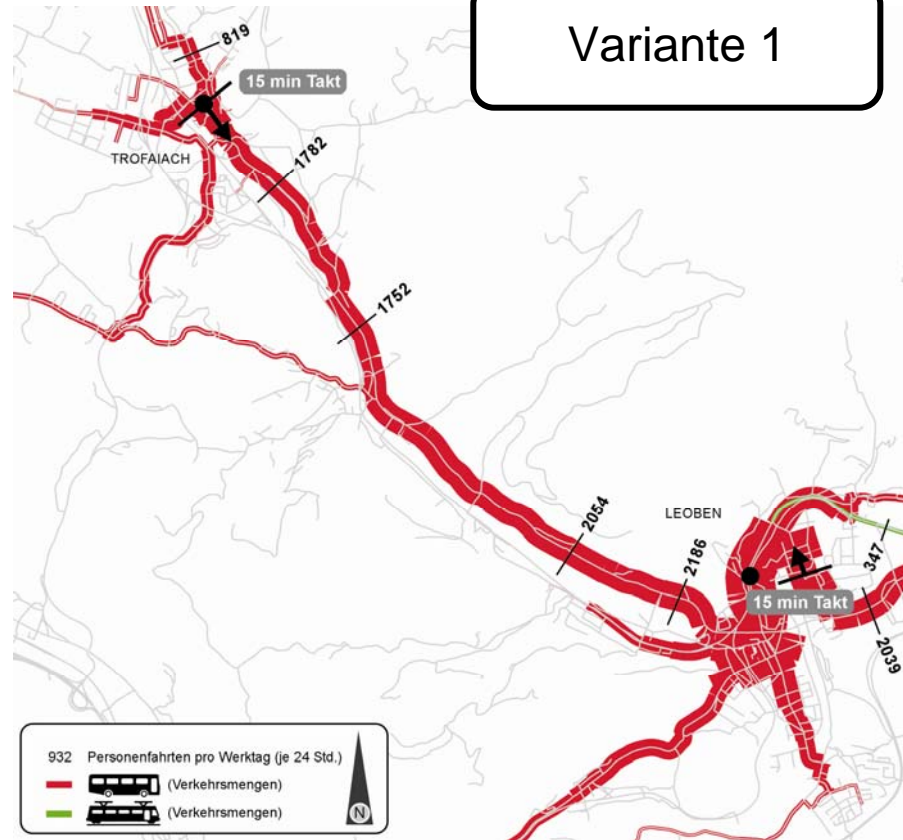 Variante 1
819
15 min Takt
TROFAIACH
1782
1752
2054
LEOBEN
2186
347
15 min Takt
2039
932 Personenfahrten pro Werktag (je 24 Std.)
(Verkehrsmengen)
(Verkehrsmengen)
N